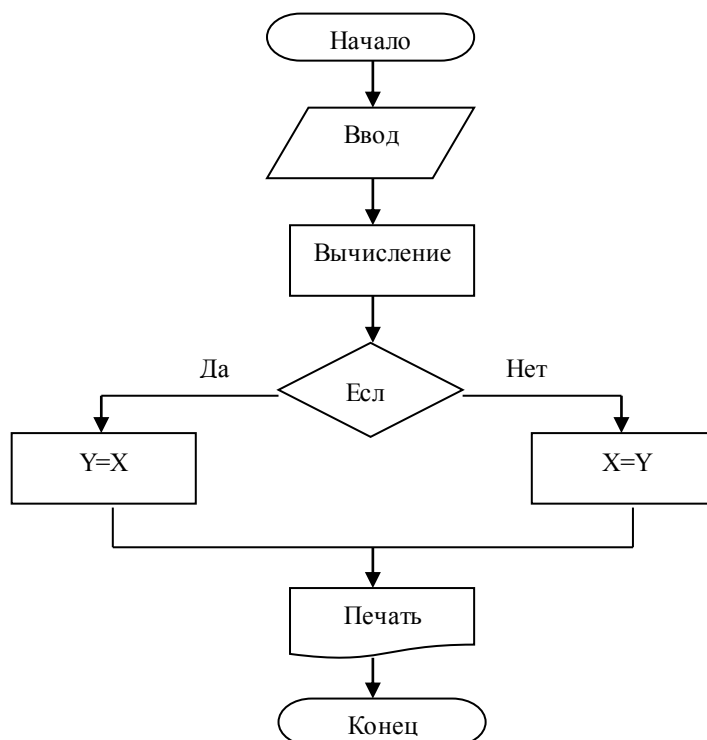 Начало
Ввод
Вычисление
Да
Есл
Нет
Y=X
X=Y
Печать
Конец